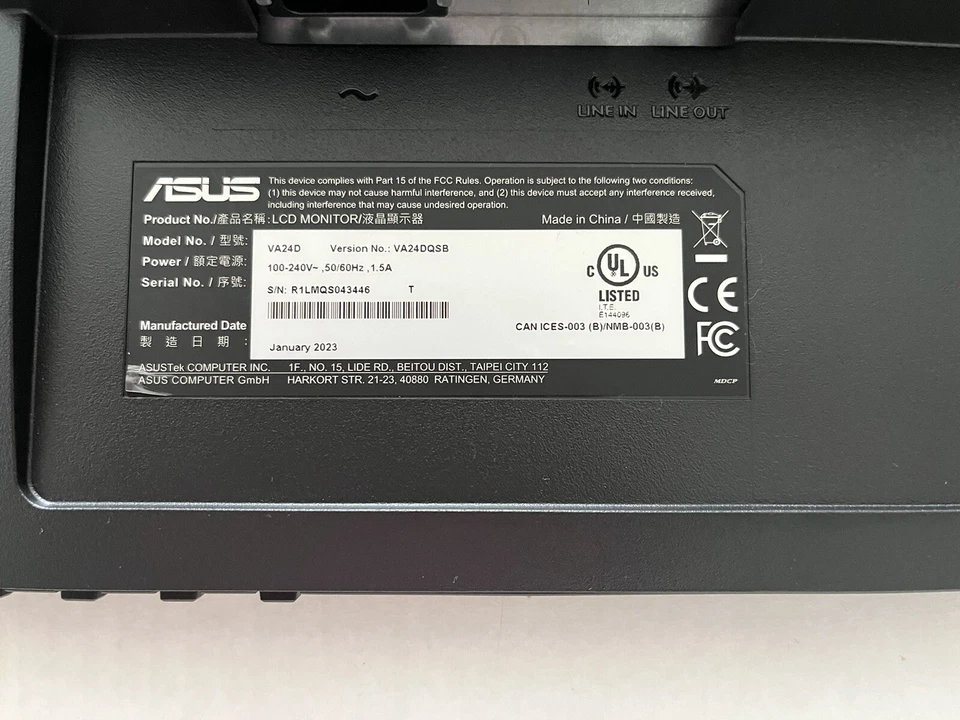 LINE IN LINE OUT
ASUS This device complies with Part 15 of the FCC Rules. Operation is subject to the following two conditions:
(1) this device may not cause harmful interference, and (2) this device must accept any interference received,
including interference that may cause undesired operation.
Product No./產品名稱:LCD MONITOR/液晶顯示器 Made in China / 中國製造
Model No. / 型號: VA24D Version No.: VA24DQSB
Power / 額定電源: 100-240V~ ,50/60Hz ,1.5A
Serial No. / 序號: S/N: R1LMQS043446 T
C UL US
LISTED
I.T.E.
E144096
CE
FC
CAN ICES-003 (B)/NMB-003(B)
Manufactured Date
製造日期: January 2023
ASUSTek COMPUTER INC. 1F., NO. 15, LIDE RD., BEITOU DIST., TAIPEI CITY 112
ASUS COMPUTER GmbH HARKORT STR. 21-23, 40880 RATINGEN, GERMANY
MDCP